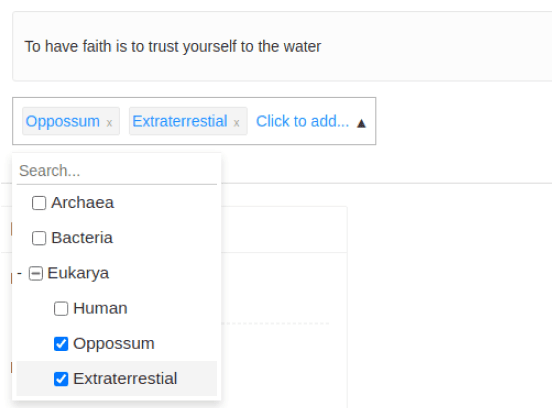 To have faith is to trust yourself to the water
Oppossum x Extraterrestial x Click to add... ▲
Search...
Archaea
Bacteria
- Eukarya
Human
Oppossum
Extraterrestial